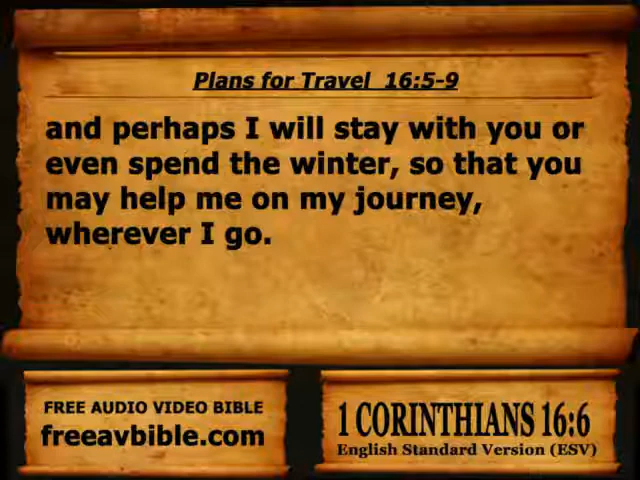 Plans for Travel 16:5-9
and perhaps I will stay with you or
even spend the winter, so that you
may help me on my journey,
wherever I go.
FREE AUDIO VIDEO BIBLE
freeavbible.com
1 CORINTHIANS 16:6
English Standard Version (ESV)